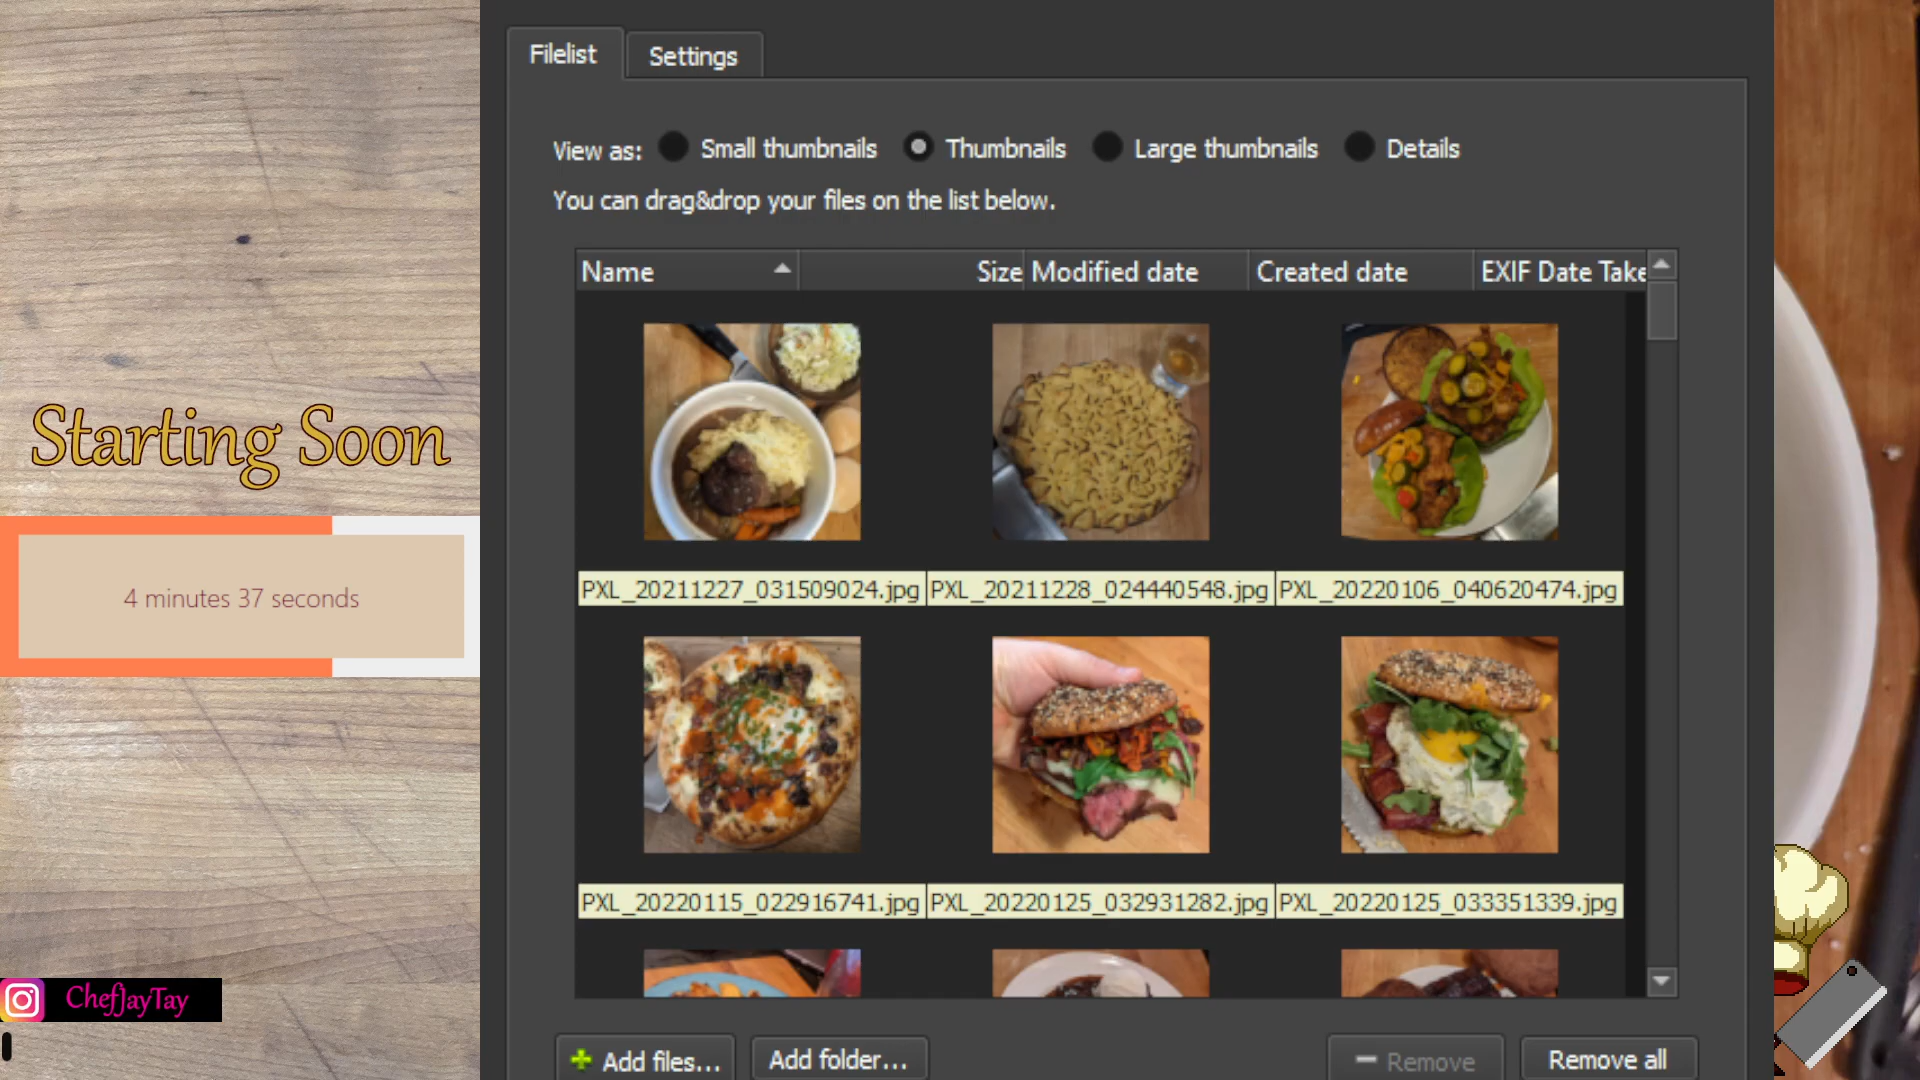 Filelist
Settings
View as:
Small thumbnails
Thumbnails
Large thumbnails
Details
You can drag&drop your files on the list below.
Name
Size
Modified date
Created date
EXIF Date Take
PXL_20211227_031509024.jpg
PXL_20211228_024440548.jpg
PXL_20220106_040620474.jpg
PXL_20220115_022916741.jpg
PXL_20220125_032931282.jpg
PXL_20220125_033351339.jpg
Add files...
Add folder...
Remove
Remove all
Starting Soon
4 minutes 37 seconds
ChefJayTay